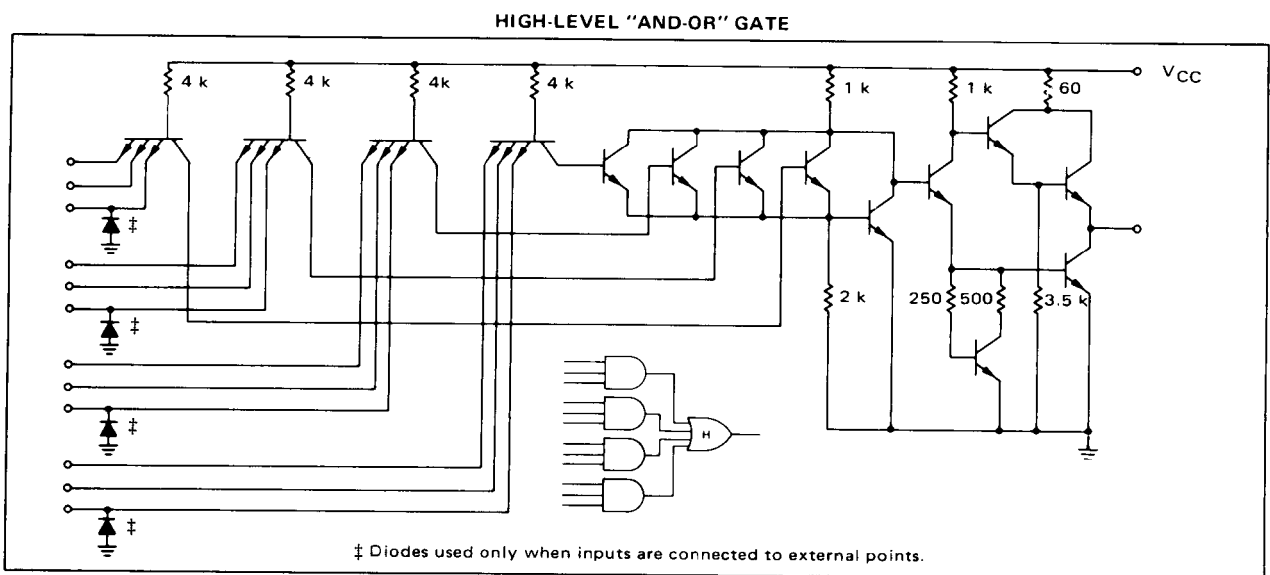 HIGH-LEVEL "AND-OR" GATE
4 k 4 k 4 k 4 k 1 k 1 k 60 VCC
‡
2 k 250 500 3.5 k
‡
‡
H
‡
‡ Diodes used only when inputs are connected to external points.